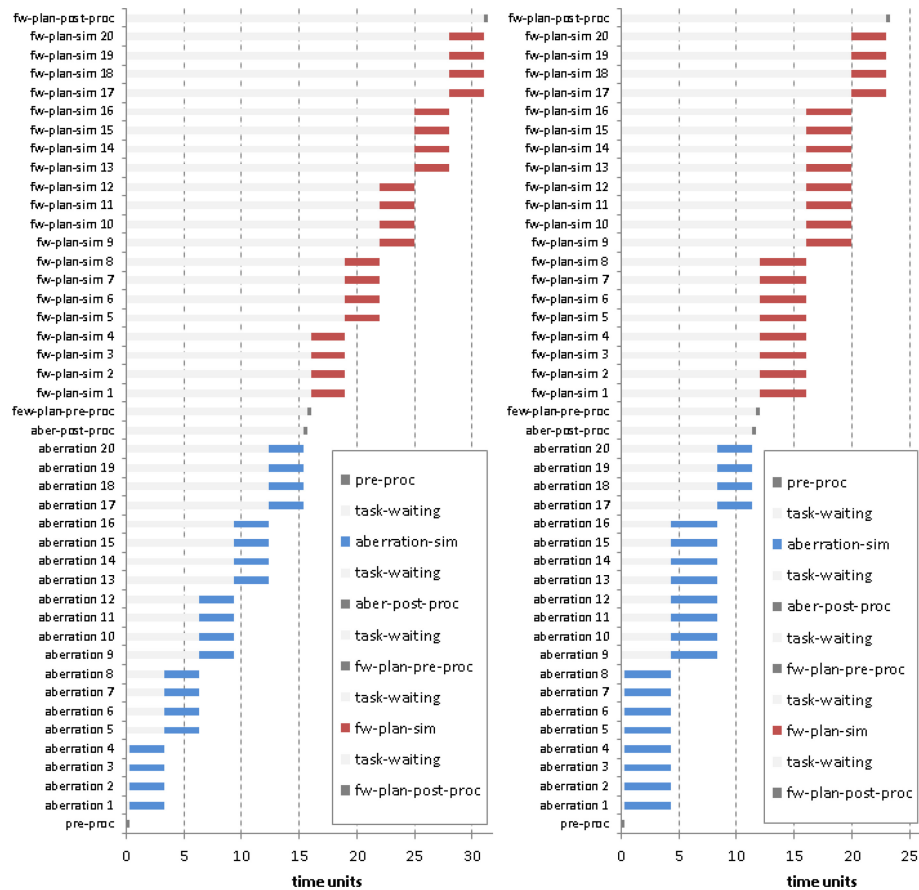 fw-plan-post-proc
fw-plan-sim 20
fw-plan-sim 19
fw-plan-sim 18
fw-plan-sim 17
fw-plan-sim 16
fw-plan-sim 15
fw-plan-sim 14
fw-plan-sim 13
fw-plan-sim 12
fw-plan-sim 11
fw-plan-sim 10
fw-plan-sim 9
fw-plan-sim 8
fw-plan-sim 7
fw-plan-sim 6
fw-plan-sim 5
fw-plan-sim 4
fw-plan-sim 3
fw-plan-sim 2
fw-plan-sim 1
few-plan-pre-proc
aber-post-proc
aberration 20
aberration 19
aberration 18
aberration 17
aberration 16
aberration 15
aberration 14
aberration 13
aberration 12
aberration 11
aberration 10
aberration 9
aberration 8
aberration 7
aberration 6
aberration 5
aberration 4
aberration 3
aberration 2
aberration 1
pre-proc
0 5 10 15 20 25 30
time units
pre-proc
task-waiting
aberration-sim
task-waiting
aber-post-proc
task-waiting
fw-plan-pre-proc
task-waiting
fw-plan-sim
task-waiting
fw-plan-post-proc
fw-plan-post-proc
fw-plan-sim 20
fw-plan-sim 19
fw-plan-sim 18
fw-plan-sim 17
fw-plan-sim 16
fw-plan-sim 15
fw-plan-sim 14
fw-plan-sim 13
fw-plan-sim 12
fw-plan-sim 11
fw-plan-sim 10
fw-plan-sim 9
fw-plan-sim 8
fw-plan-sim 7
fw-plan-sim 6
fw-plan-sim 5
fw-plan-sim 4
fw-plan-sim 3
fw-plan-sim 2
fw-plan-sim 1
few-plan-pre-proc
aber-post-proc
aberration 20
aberration 19
aberration 18
aberration 17
aberration 16
aberration 15
aberration 14
aberration 13
aberration 12
aberration 11
aberration 10
aberration 9
aberration 8
aberration 7
aberration 6
aberration 5
aberration 4
aberration 3
aberration 2
aberration 1
pre-proc
0 5 10 15 20 25
time units
pre-proc
task-waiting
aberration-sim
task-waiting
aber-post-proc
task-waiting
fw-plan-pre-proc
task-waiting
fw-plan-sim
task-waiting
fw-plan-post-proc